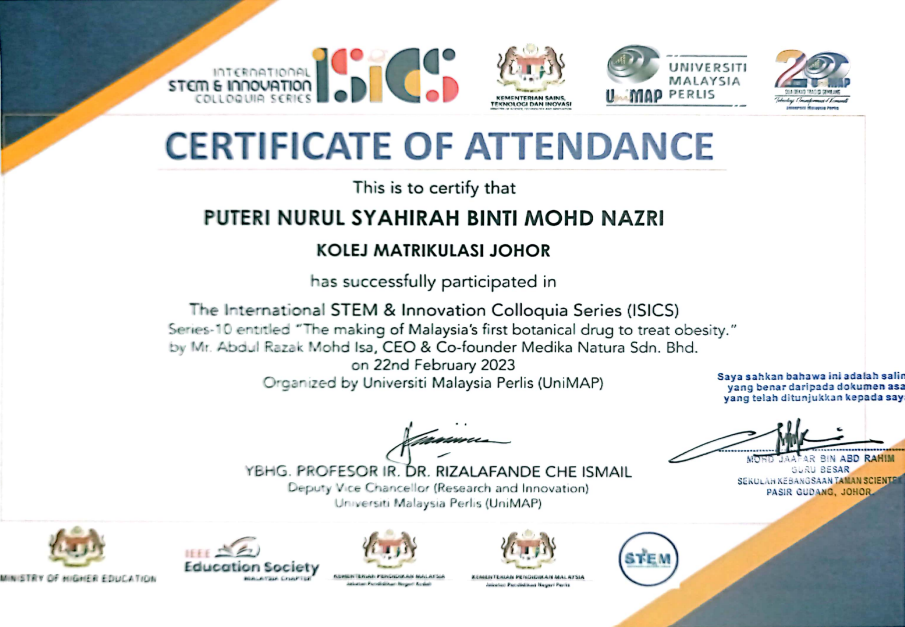 INTERNATIONAL
STEM & INNOVATION
COLLOQUIA SERIES
ISiCS
KEMENTERIAN SAINS,
TEKNOLOGI DAN INOVASI
UniMAP
UNIVERSITI
MALAYSIA
PERLIS
20
CERTIFICATE OF ATTENDANCE
This is to certify that
PUTERI NURUL SYAHIRAH BINTI MOHD NAZRI
KOLEJ MATRIKULASI JOHOR
has successfully participated in
The International STEM & Innovation Colloquia Series (ISICS)
Series-10 entitled “The making of Malaysia’s first botanical drug to treat obesity.”
by Mr. Abdul Razak Mohd Isa, CEO & Co-founder Medika Natura Sdn. Bhd.
on 22nd February 2023
Organized by Universiti Malaysia Perlis (UniMAP)
Saya sahkan bahawa ini adalah salin
yang benar daripada dokumen asa
yang telah ditunjukkan kepada say
YBHG. PROFESOR IR. DR. RIZALAFANDE CHE ISMAIL
Deputy Vice Chancellor (Research and Innovation)
Universiti Malaysia Perlis (UniMAP)
MOHD JAAFAR BIN ABD RAHIM
GURU BESAR
SEKOLAH KEBANGSAAN TAMAN SCIENT
PASIR GUDANG, JOHOR.
MINISTRY OF HIGHER EDUCATION
IEEE
Education Society
MALAYSIA CHAPTER
KEMENTERIAN PENDIDIKAN MALAYSIA
Jabatan Pendidikan Negeri Kedah
KEMENTERIAN PENDIDIKAN MALAYSIA
Jabatan Pendidikan Negeri Perlis
STEM